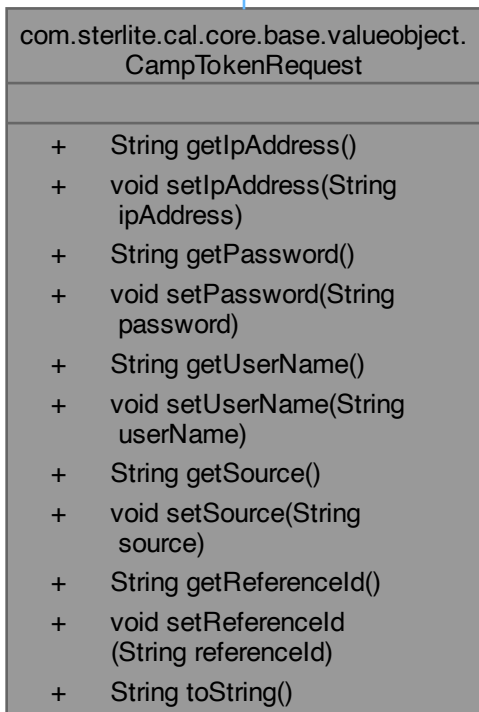 com.sterlite.cal.core.base.valueobject.
CampTokenRequest
+ String getIpAddress()
+ void setIpAddress(String
ipAddress)
+ String getPassword()
+ void setPassword(String
password)
+ String getUserName()
+ void setUserName(String
userName)
+ String getSource()
+ void setSource(String
source)
+ String getReferenceId()
+ void setReferenceId
(String referenceId)
+ String toString()